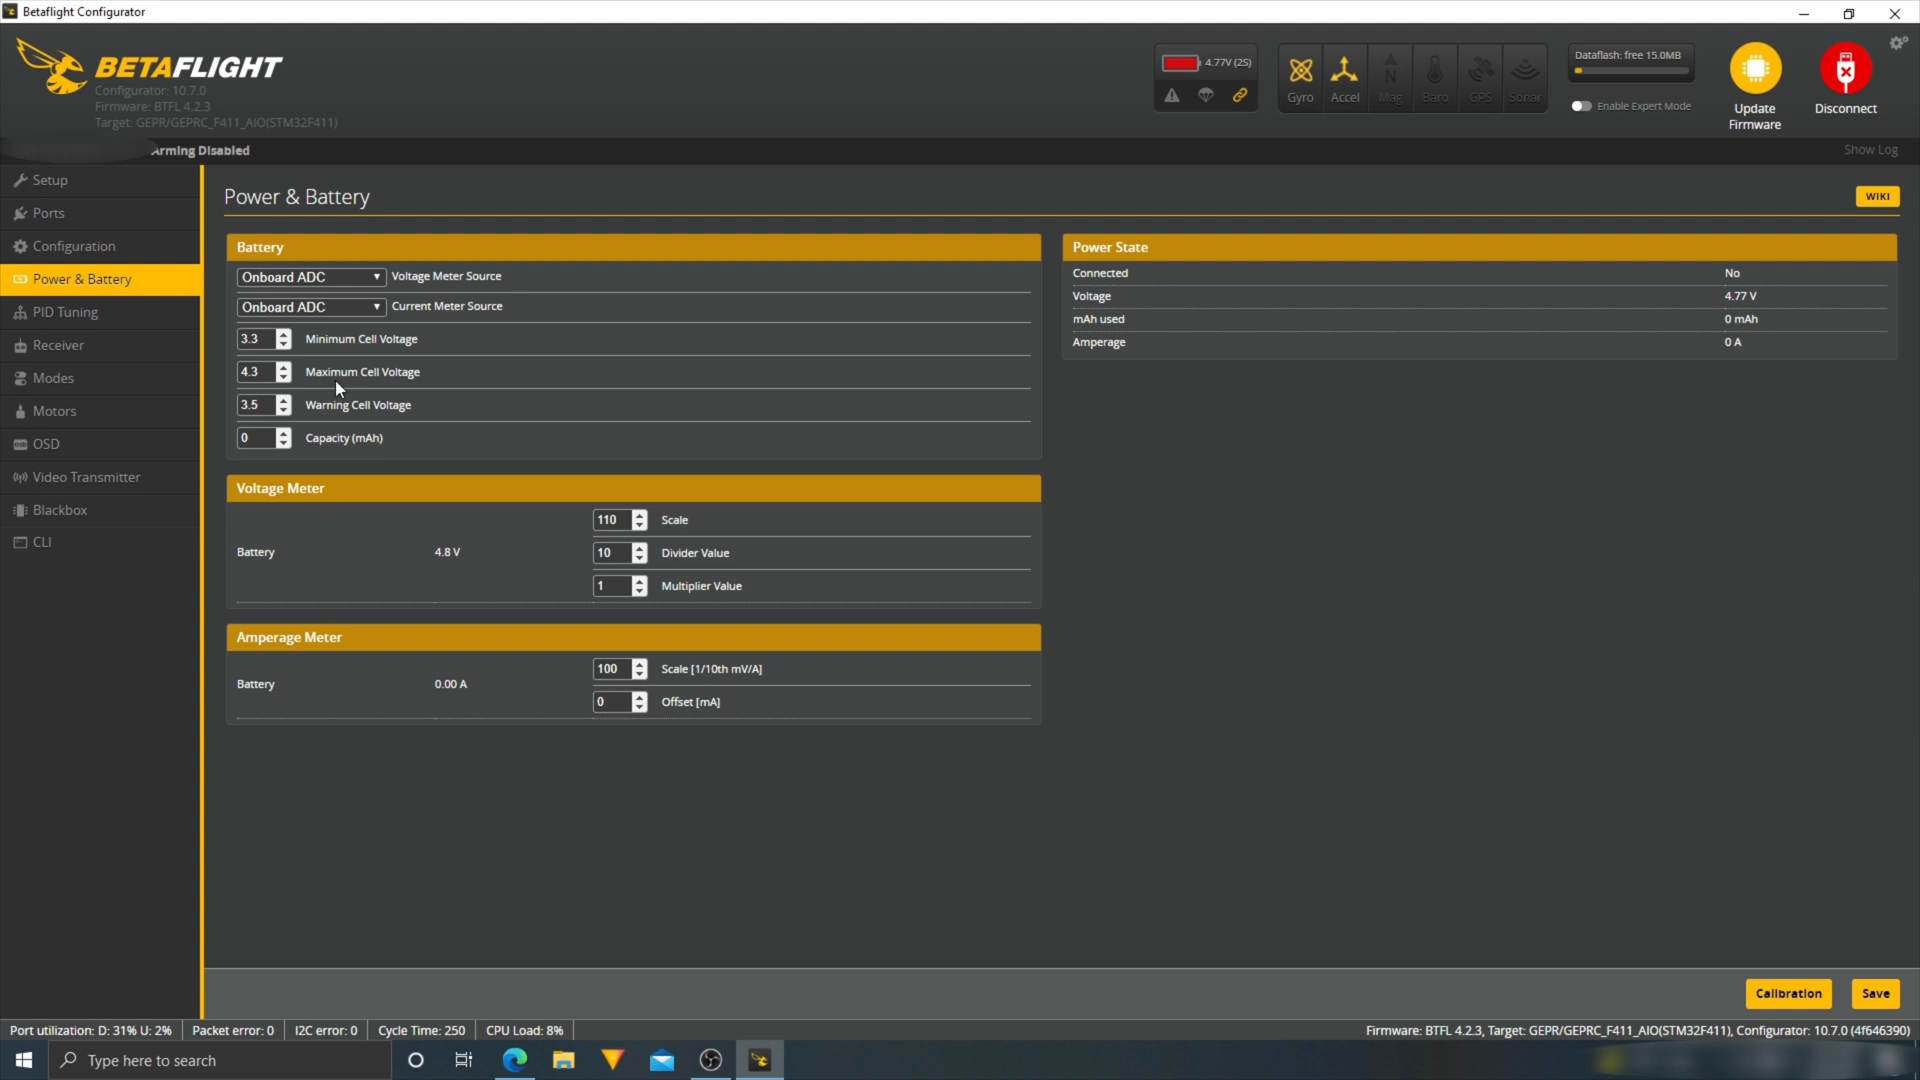 Betaflight Configurator
BETAFLIGHT
Configurator: 10.7.0
Firmware: BTFL 4.2.3
Target: GEPR/GEPRC_F411_AIO(STM32F411)
4.77V (2S)
Gyro
Accel
Mag
Baro
GPS
Sonar
Dataflash: free 15.0MB
Enable Expert Mode
Update
Firmware
Disconnect
Arming Disabled
Show Log
Setup
Ports
Configuration
Power & Battery
PID Tuning
Receiver
Modes
Motors
OSD
Video Transmitter
Blackbox
CLI
Power & Battery
WIKI
Battery
Onboard ADC Voltage Meter Source
Onboard ADC Current Meter Source
3.3 Minimum Cell Voltage
4.3 Maximum Cell Voltage
3.5 Warning Cell Voltage
0 Capacity (mAh)
Power State
Connected No
Voltage 4.77 V
mAh used 0 mAh
Amperage 0 A
Voltage Meter
Battery 4.8 V
110 Scale
10 Divider Value
1 Multiplier Value
Amperage Meter
Battery 0.00 A
100 Scale [1/10th mV/A]
0 Offset [mA]
Calibration
Save
Port utilization: D: 31% U: 2% Packet error: 0 I2C error: 0 Cycle Time: 250 CPU Load: 8% Firmware: BTFL 4.2.3, Target: GEPR/GEPRC_F411_AIO(STM32F411), Configurator: 10.7.0 (4f646390)
Type here to search